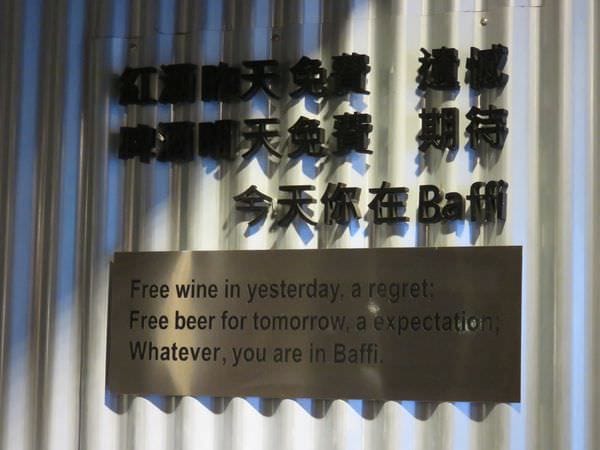 紅酒昨天免費 遺憾
啤酒明天免費 期待
今天你在Baffi
Free wine in yesterday, a regret;
Free beer for tomorrow, a expectation;
Whatever, you are in Baffi.